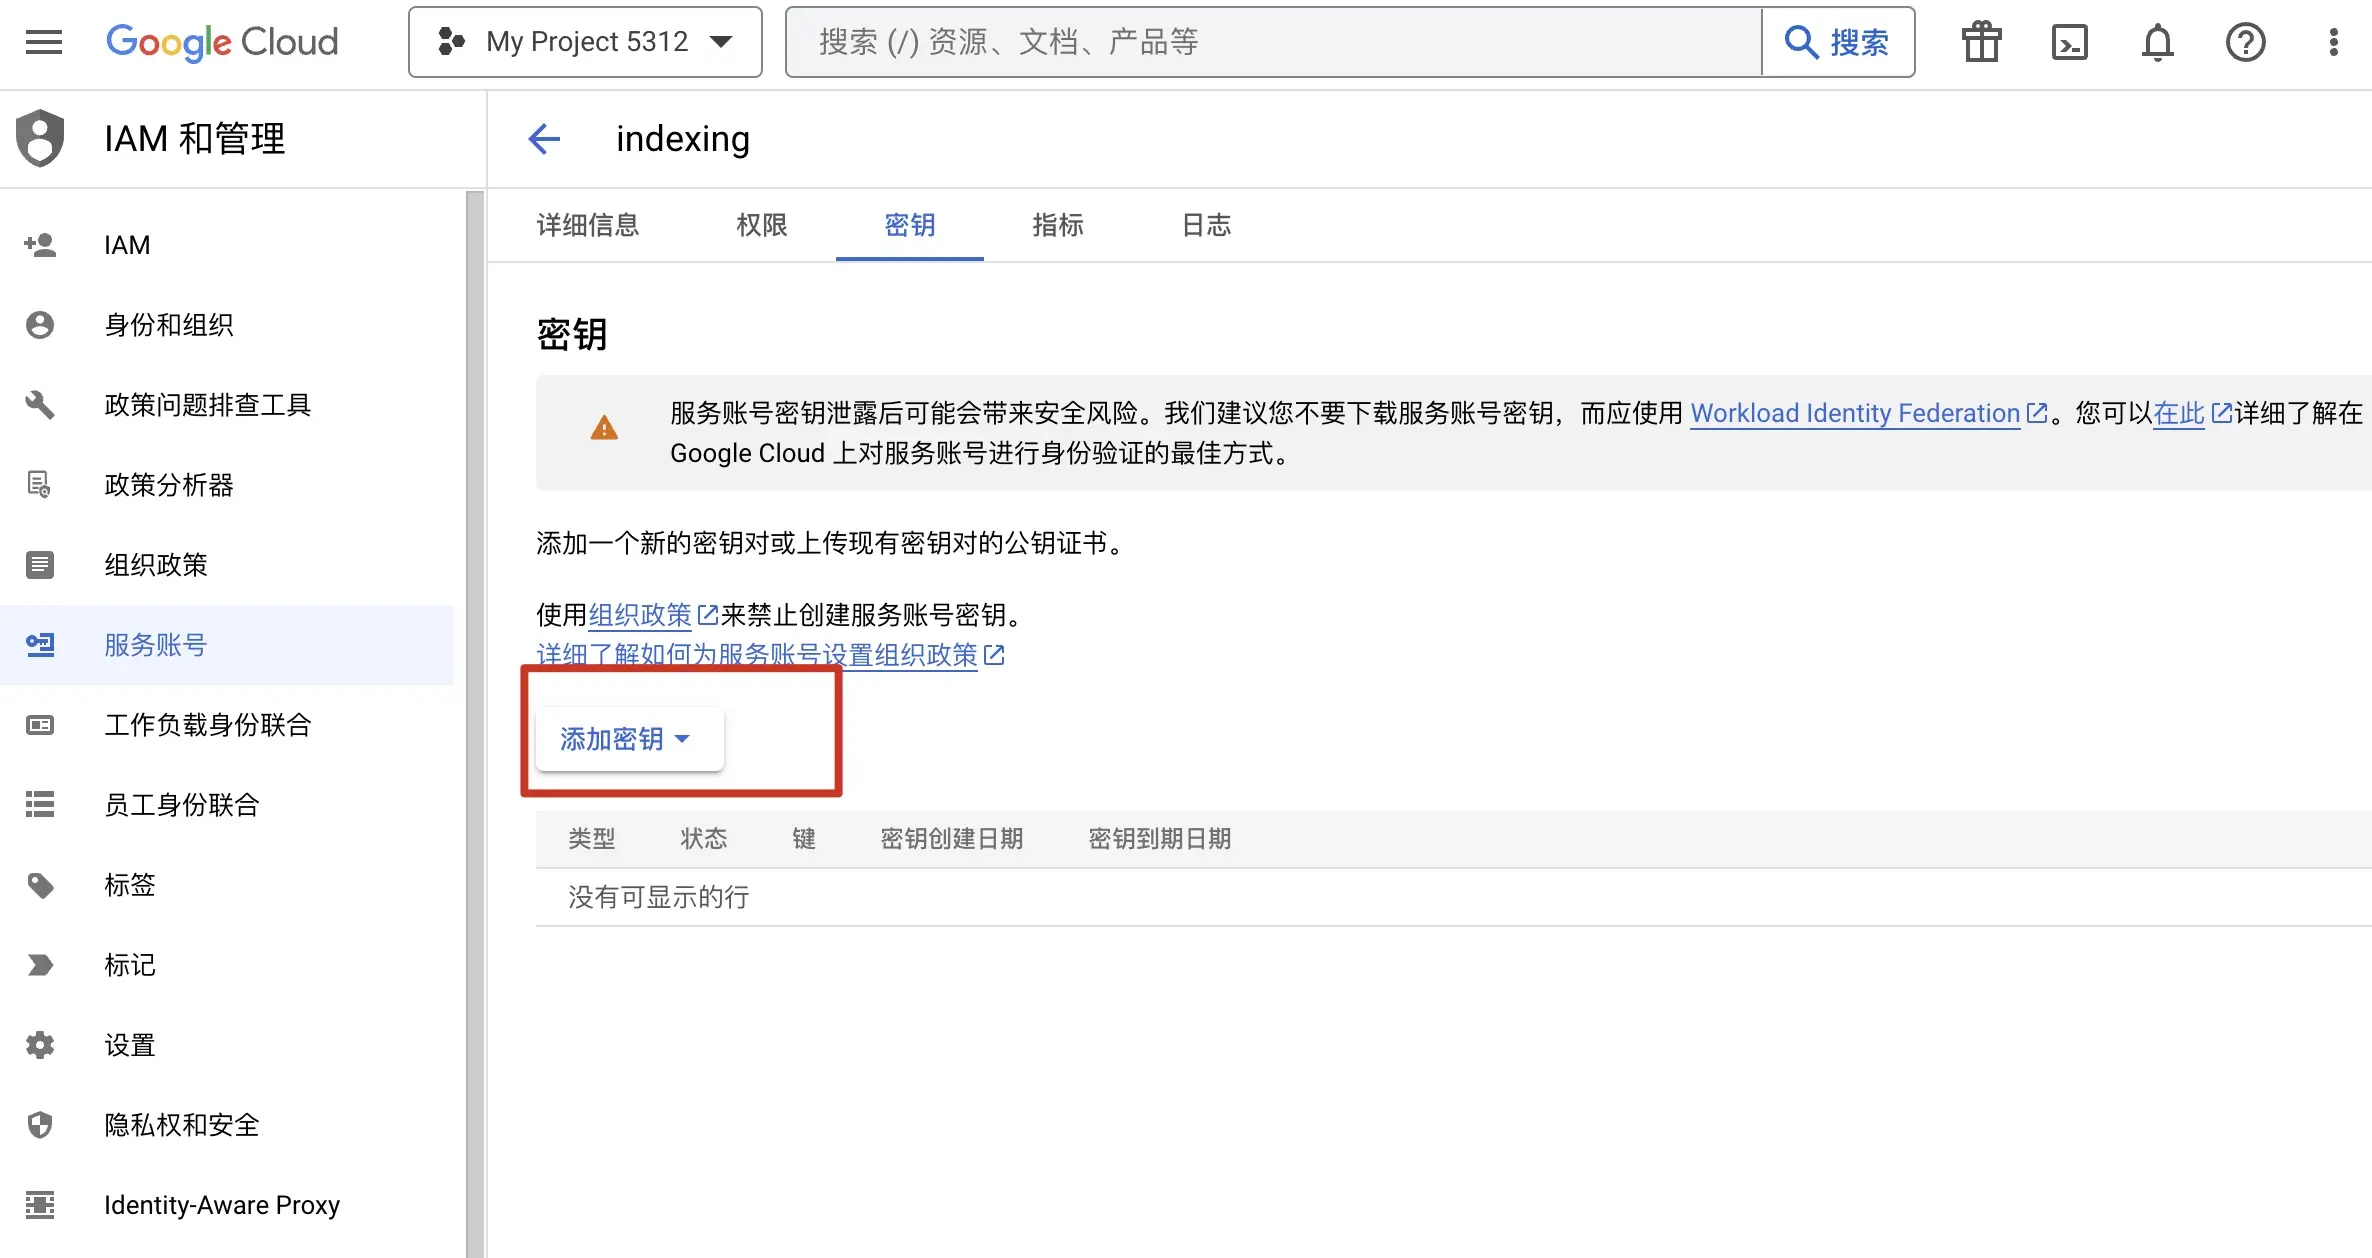 Google Cloud
My Project 5312
搜索 (/) 资源、文档、产品等
搜索
IAM 和管理
indexing
IAM
身份和组织
政策问题排查工具
政策分析器
组织政策
服务账号
工作负载身份联合
员工身份联合
标签
标记
设置
隐私权和安全
Identity-Aware Proxy
详细信息 权限 密钥 指标 日志
密钥
服务账号密钥泄露后可能会带来安全风险。我们建议您不要下载服务账号密钥，而应使用 Workload Identity Federation。您可以在此详细了解在
Google Cloud 上对服务账号进行身份验证的最佳方式。
添加一个新的密钥对或上传现有密钥对的公钥证书。
使用组织政策来禁止创建服务账号密钥。
详细了解如何为服务账号设置组织政策
添加密钥
类型 状态 键 密钥创建日期 密钥到期日期
没有可显示的行